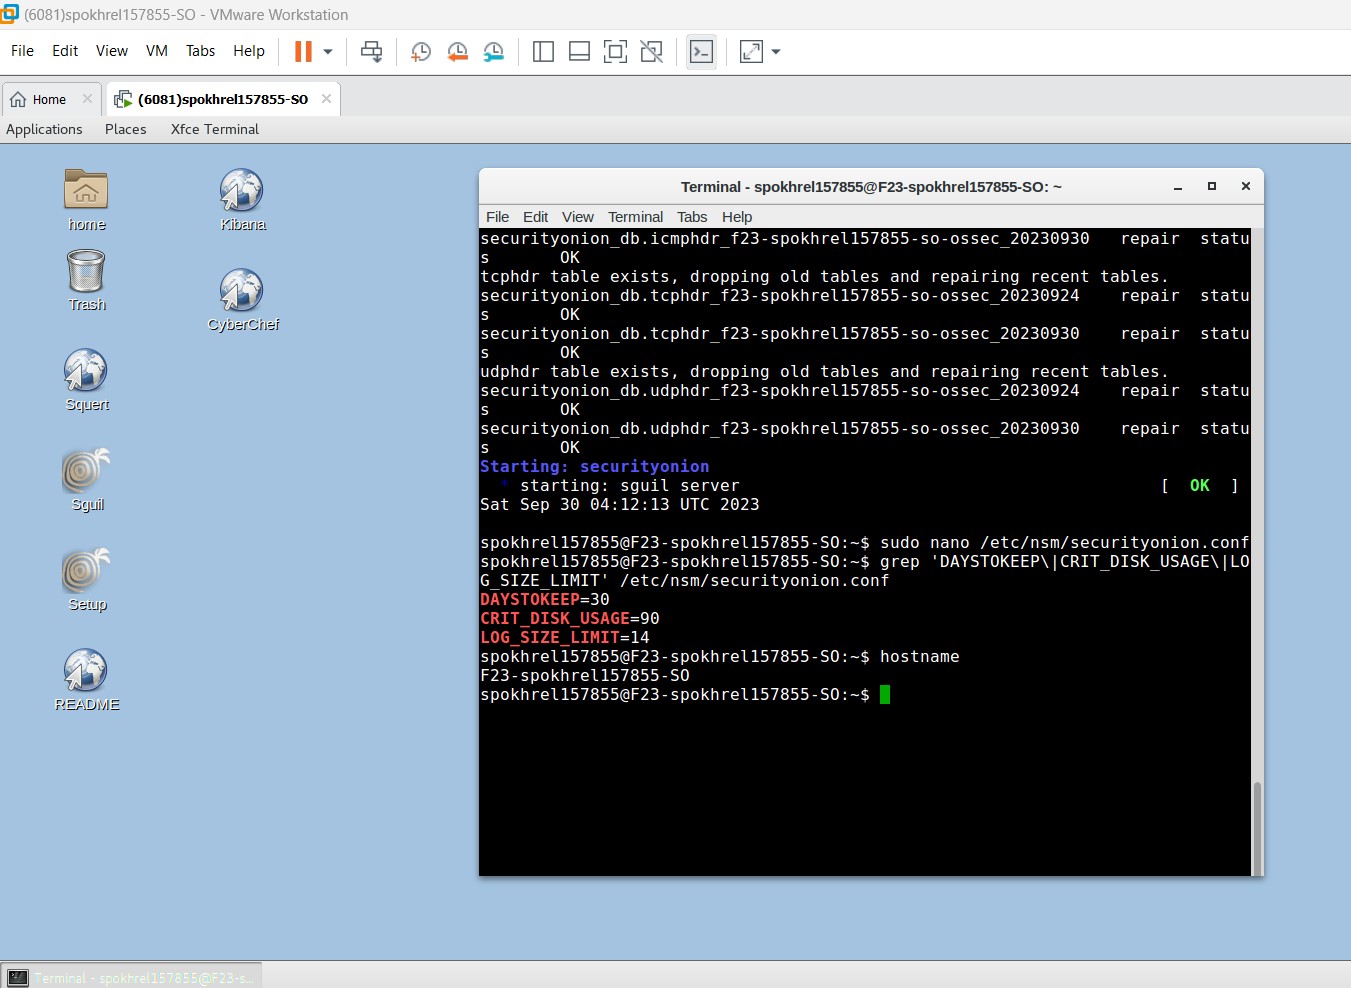 (6081)spokhrel157855-SO - VMware Workstation
File Edit View VM Tabs Help
Home
(6081)spokhrel157855-SO
Applications Places Xfce Terminal
home
Kibana
Trash
CyberChef
Squert
Sguil
Setup
README
Terminal - spokhrel157855@F23-spokhrel157855-SO: ~
File Edit View Terminal Tabs Help
securityonion_db.icmphdr_f23-spokhrel157855-so-ossec_20230930 repair statu
s OK
tcphdr table exists, dropping old tables and repairing recent tables.
securityonion_db.tcphdr_f23-spokhrel157855-so-ossec_20230924 repair statu
s OK
securityonion_db.tcphdr_f23-spokhrel157855-so-ossec_20230930 repair statu
s OK
udphdr table exists, dropping old tables and repairing recent tables.
securityonion_db.udphdr_f23-spokhrel157855-so-ossec_20230924 repair statu
s OK
securityonion_db.udphdr_f23-spokhrel157855-so-ossec_20230930 repair statu
s OK
Starting: securityonion
* starting: sguil server [ OK ]
Sat Sep 30 04:12:13 UTC 2023
spokhrel157855@F23-spokhrel157855-SO:~$ sudo nano /etc/nsm/securityonion.conf
spokhrel157855@F23-spokhrel157855-SO:~$ grep 'DAYSTOKEEP\|CRIT_DISK_USAGE\|LO
G_SIZE_LIMIT' /etc/nsm/securityonion.conf
DAYSTOKEEP=30
CRIT_DISK_USAGE=90
LOG_SIZE_LIMIT=14
spokhrel157855@F23-spokhrel157855-SO:~$ hostname
F23-spokhrel157855-SO
spokhrel157855@F23-spokhrel157855-SO:~$
Terminal - spokhrel157855@F23-s...